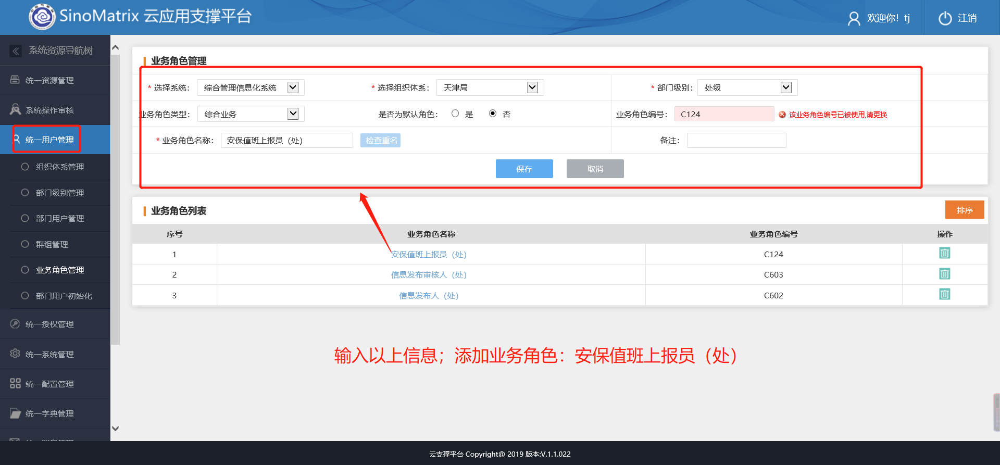 SinoMatrix 云应用支撑平台
欢迎你！tj
注销
系统资源导航树
统一资源管理
系统操作审核
统一用户管理
组织体系管理
部门级别管理
部门用户管理
群组管理
业务角色管理
部门用户初始化
统一授权管理
统一系统管理
统一配置管理
统一字典管理
业务角色管理
* 选择系统： 综合管理信息化系统 * 选择组织体系： 天津局 * 部门级别： 处级
业务角色类型： 综合业务 是否为默认角色： 是 否 业务角色编号： C124 该业务角色编号已被使用,请更换
* 业务角色名称： 安保值班上报员（处） 检查重名 备注：
保存 取消
业务角色列表
排序
序号 业务角色名称 业务角色编号 操作
1 安保值班上报员（处） C124
2 信息发布审核人（处） C603
3 信息发布人（处） C602
输入以上信息；添加业务角色：安保值班上报员（处）
云支撑平台 Copyright@ 2019 版本:V.1.1.022